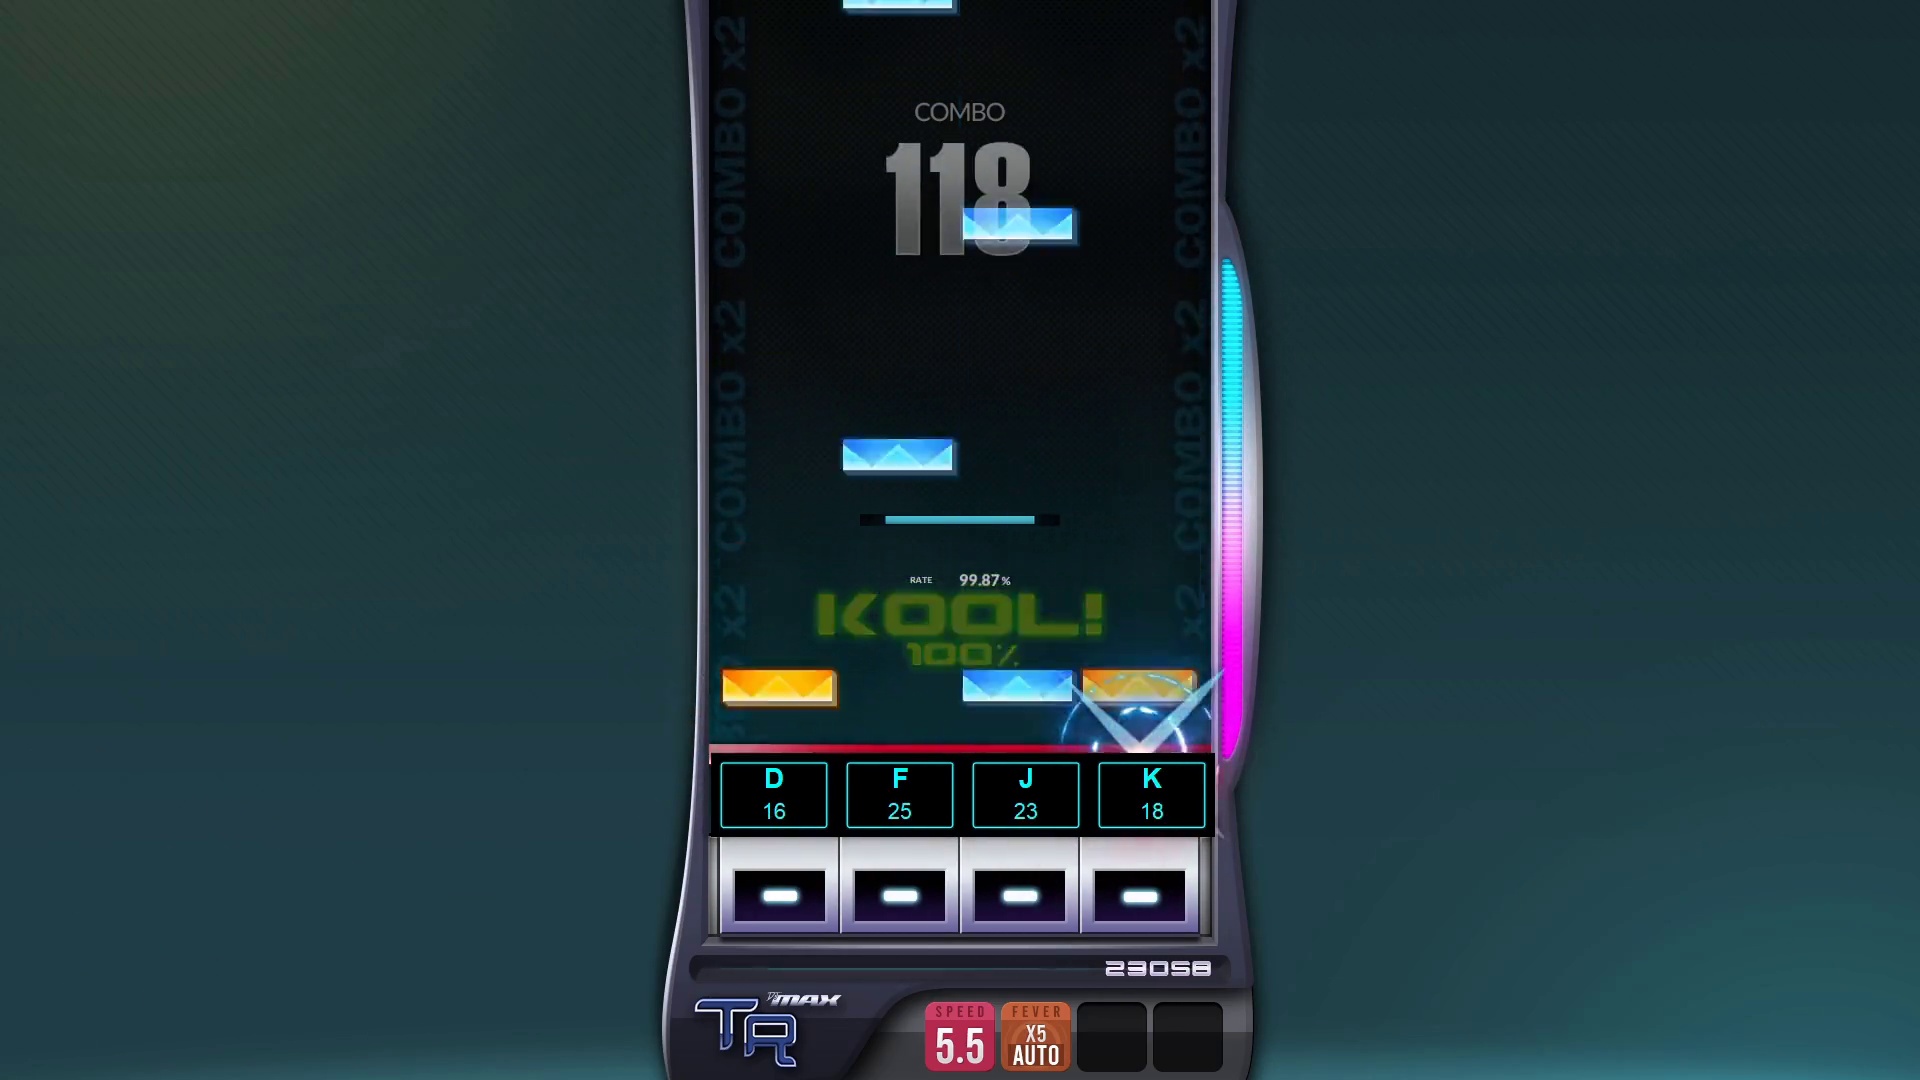 COMBO x2 COMBO x2 COMBO x2
COMBO x2 COMBO x2 COMBO x2
COMBO
118
RATE 99.87%
KOOL!
100%
D F J K
16 25 23 18
23058
DJMAX
TR
SPEED FEVER
5.5 X5
AUTO